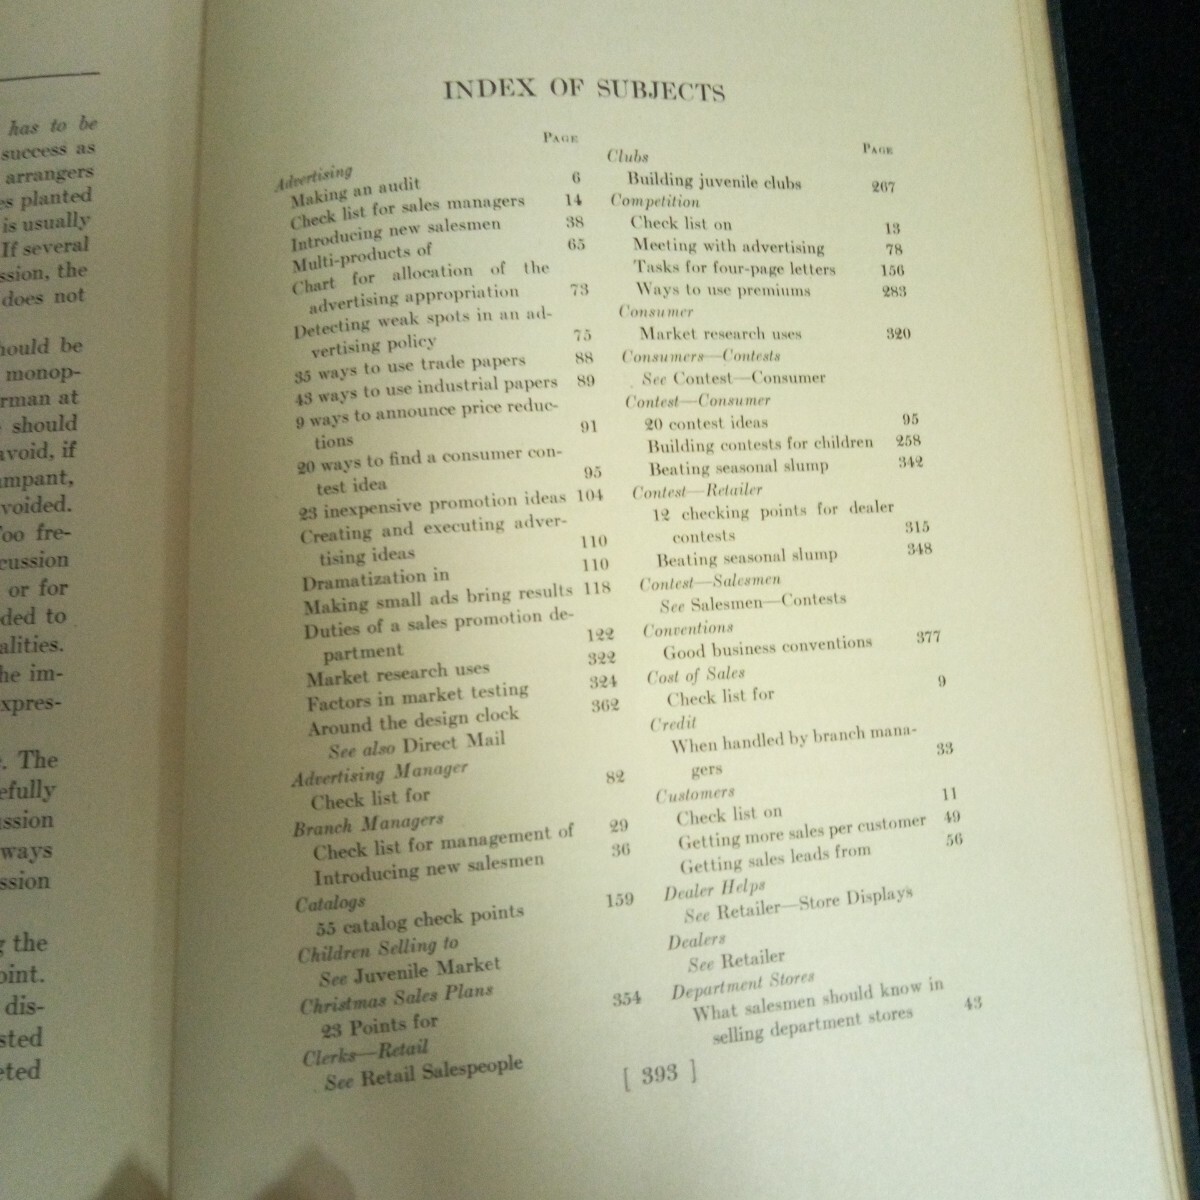 has to be
success as
arrangers
es planted
is usually
If several
ssion, the
does not
ould be
monop-
rman at
should
avoid, if
mpant,
voided.
Too fre-
cussion
or for
ded to
alities.
he im-
xpres-
. The
efully
ssion
ways
ssion
g the
oint.
dis-
sted
eted
INDEX OF SUBJECTS
PAGE
Advertising
Making an audit 6
Check list for sales managers 14
Introducing new salesmen 38
Multi-products of 65
Chart for allocation of the
advertising appropriation 73
Detecting weak spots in an ad-
vertising policy 75
35 ways to use trade papers 88
43 ways to use industrial papers 89
9 ways to announce price reduc-
tions 91
20 ways to find a consumer con-
test idea 95
23 inexpensive promotion ideas 104
Creating and executing adver-
tising ideas 110
Dramatization in 110
Making small ads bring results 118
Duties of a sales promotion de-
partment 122
Market research uses 322
Factors in market testing 324
Around the design clock 362
See also Direct Mail
Advertising Manager
Check list for 82
Branch Managers
Check list for management of 29
Introducing new salesmen 36
Catalogs
55 catalog check points 159
Children Selling to
See Juvenile Market
Christmas Sales Plans
23 Points for 354
Clerks—Retail
See Retail Salespeople
PAGE
Clubs
Building juvenile clubs 267
Competition
Check list on 13
Meeting with advertising 78
Tasks for four-page letters 156
Ways to use premiums 283
Consumer
Market research uses 320
Consumers—Contests
See Contest—Consumer
Contest—Consumer
20 contest ideas 95
Building contests for children 258
Beating seasonal slump 342
Contest—Retailer
12 checking points for dealer
contests 315
Beating seasonal slump 348
Contest—Salesmen
See Salesmen—Contests
Conventions
Good business conventions 377
Cost of Sales
Check list for 9
Credit
When handled by branch mana-
gers 33
Customers
Check list on 11
Getting more sales per customer 49
Getting sales leads from 56
Dealer Helps
See Retailer—Store Displays
Dealers
See Retailer
Department Stores
What salesmen should know in
selling department stores 43
[ 393 ]